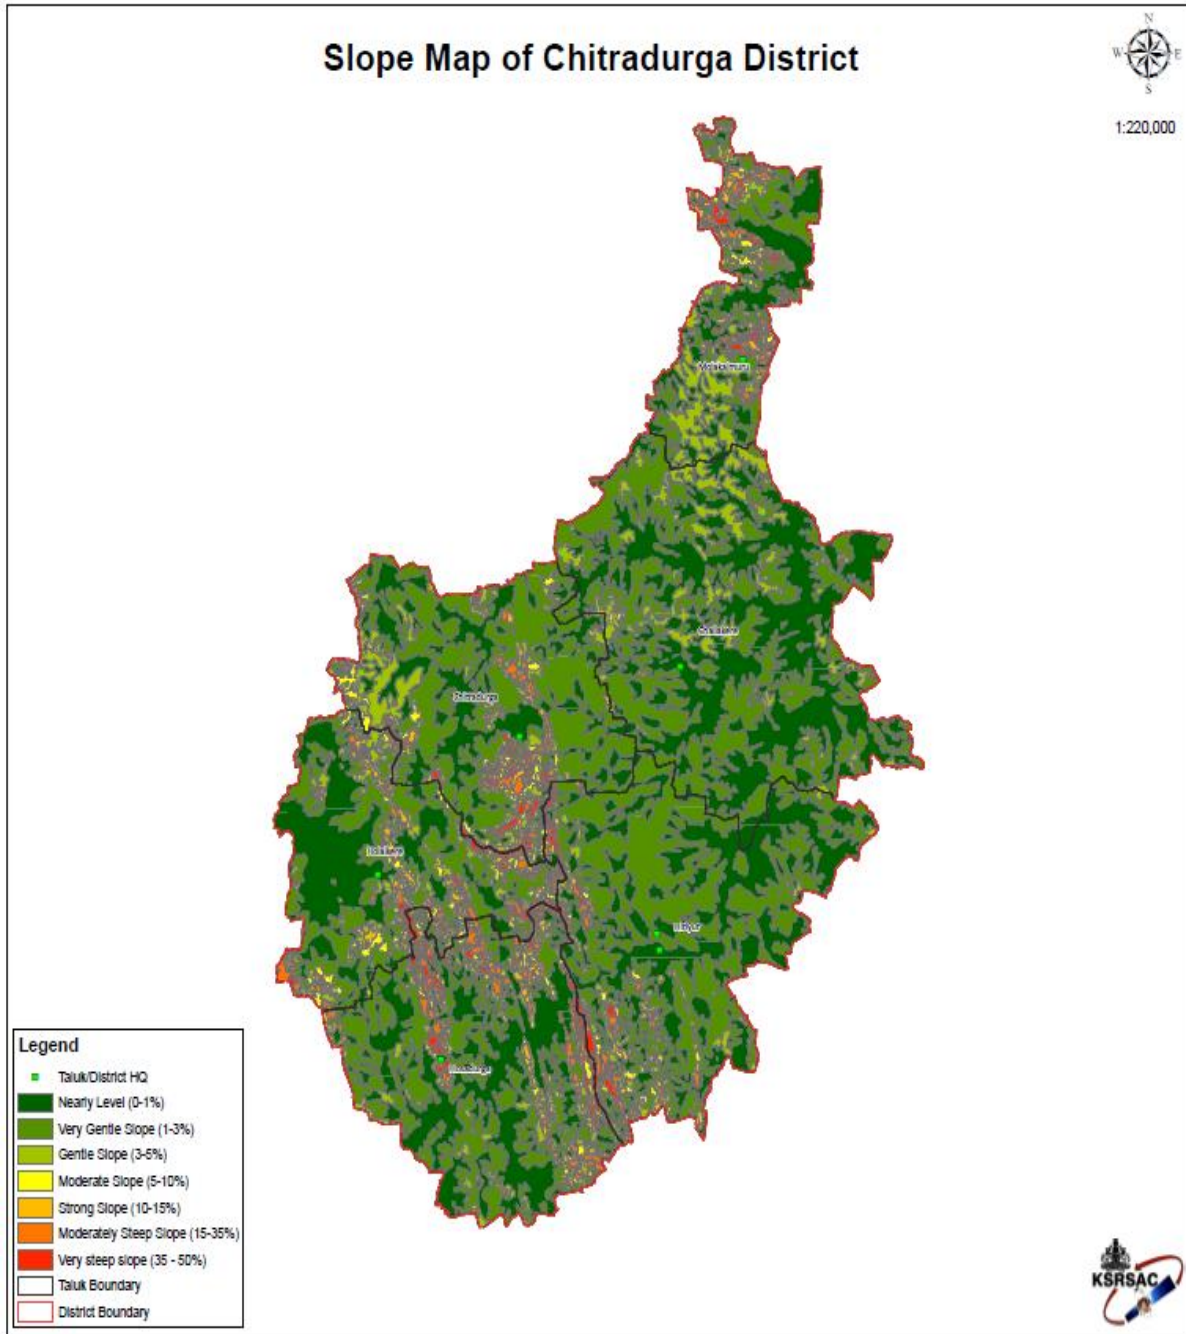 Slope Map of Chitradurga District
N
W
E
S
1:220,000
Molakalmuru
Challakere
Chitradurga
Holalkere
Hiriyur
Legend
Taluk/District HQ
Nearly Level (0-1%)
Very Gentle Slope (1-3%)
Gentle Slope (3-5%)
Moderate Slope (5-10%)
Strong Slope (10-15%)
Moderately Steep Slope (15-35%)
Very steep slope (35 - 50%)
Taluk Boundary
District Boundary
KSRSAC